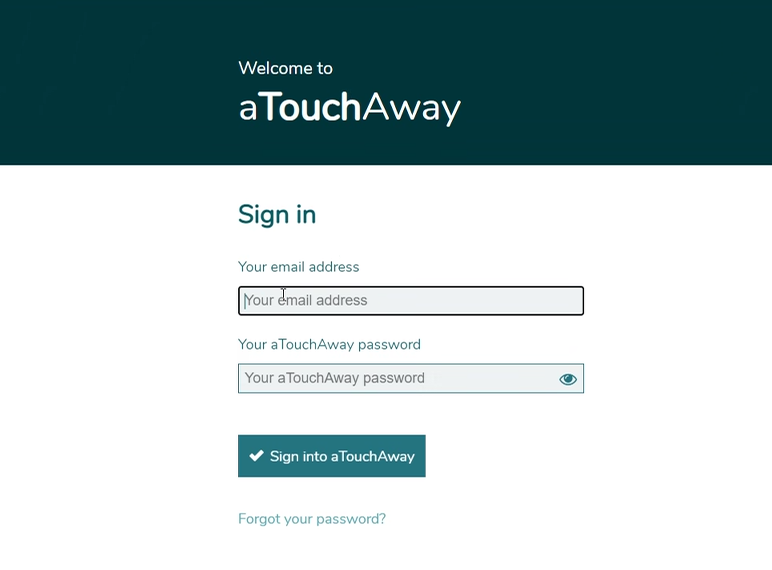 Welcome to
aTouchAway
Sign in
Your email address
Your email address
Your aTouchAway password
Your aTouchAway password
Sign into aTouchAway
Forgot your password?